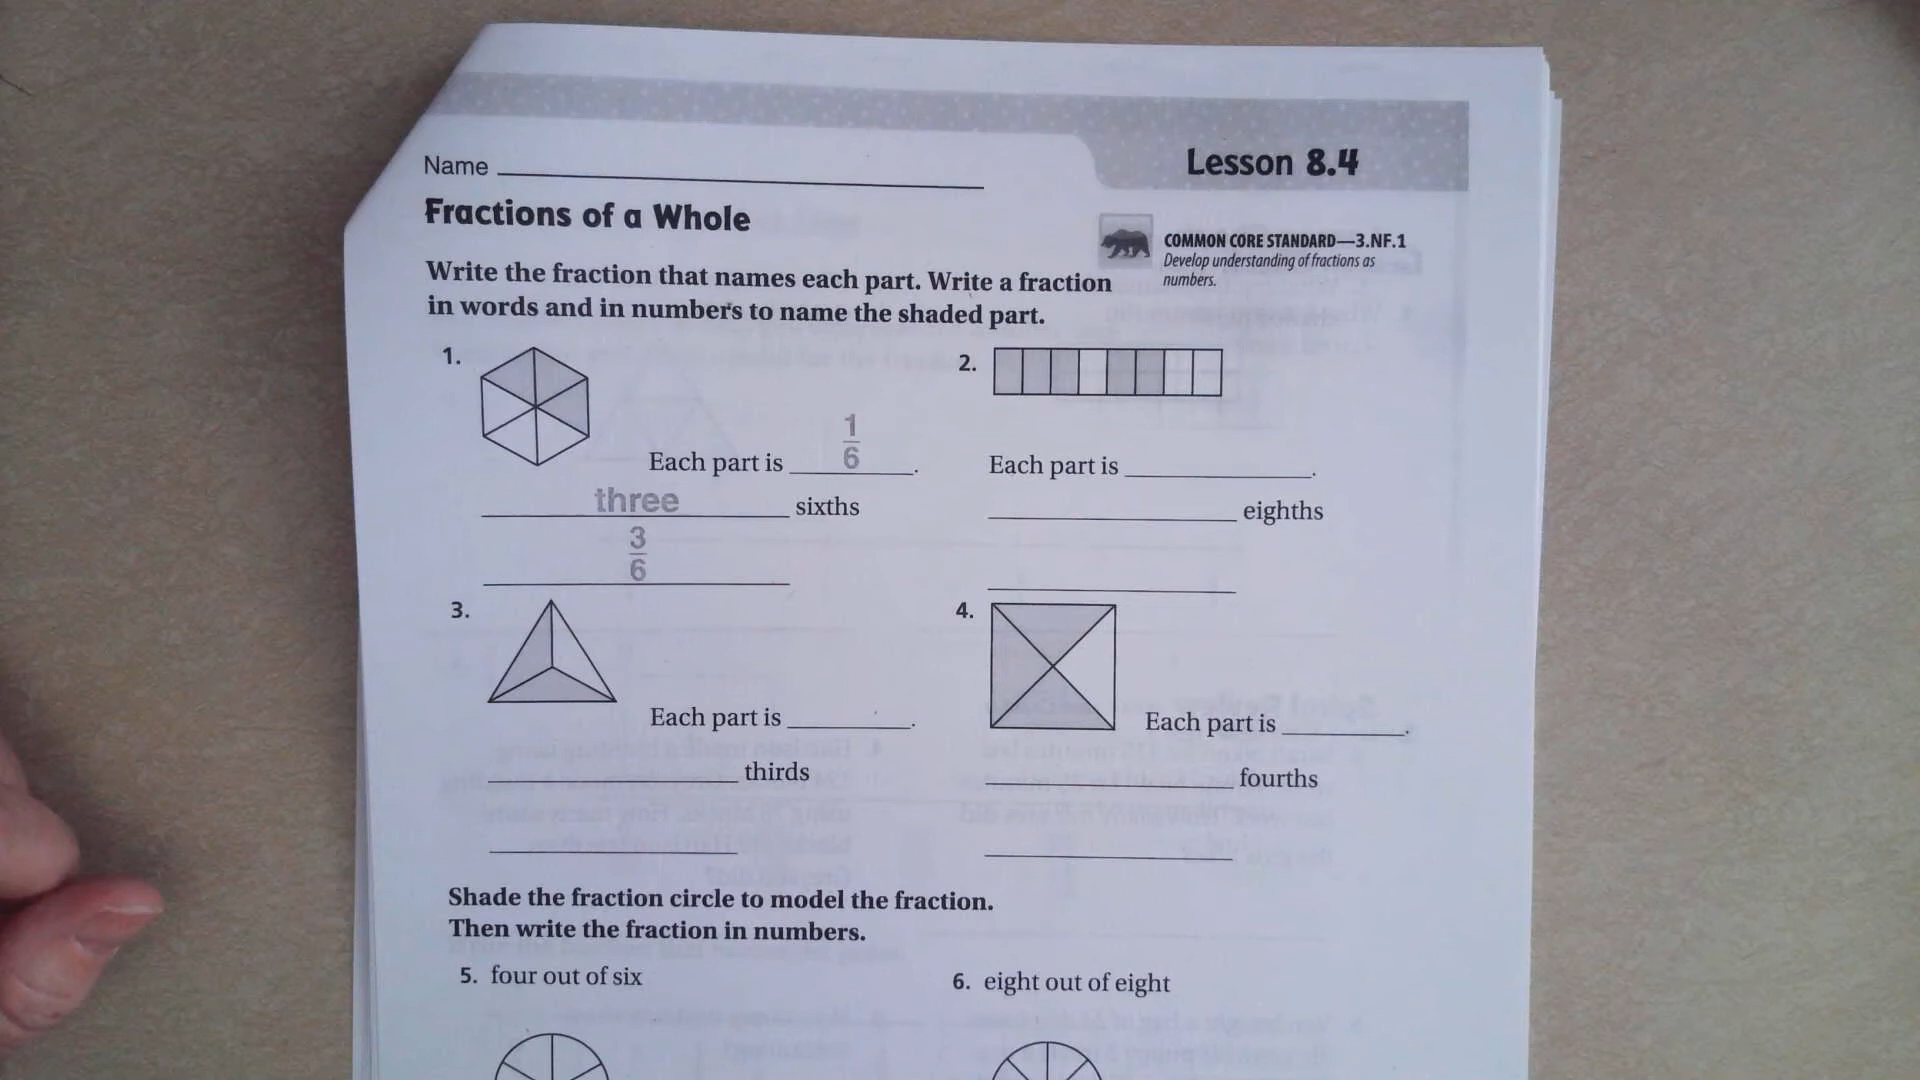 Name
Lesson 8.4
Fractions of a Whole
COMMON CORE STANDARD—3.NF.1
Develop understanding of fractions as
numbers.
Write the fraction that names each part. Write a fraction
in words and in numbers to name the shaded part.
1.
Each part is 1/6.
three sixths
3/6
2.
Each part is .
eighths
3.
Each part is .
thirds
4.
Each part is .
fourths
Shade the fraction circle to model the fraction.
Then write the fraction in numbers.
5. four out of six
6. eight out of eight